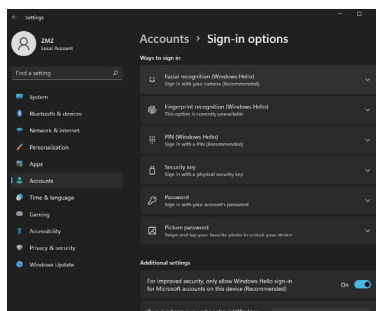 Settings
ZMZ
Local Account
Find a setting
System
Bluetooth & devices
Network & internet
Personalization
Apps
Accounts
Time & language
Gaming
Accessibility
Privacy & security
Windows Update
Accounts > Sign-in options
Ways to sign in
Facial recognition (Windows Hello)
Sign in with your camera (Recommended)
Fingerprint recognition (Windows Hello)
This option is currently unavailable
PIN (Windows Hello)
Sign in with a PIN (Recommended)
Security key
Sign in with a physical security key
Password
Sign in with your account's password
Picture password
Swipe and tap your favorite photo to unlock your device
Additional settings
For improved security, only allow Windows Hello sign-in
for Microsoft accounts on this device (Recommended)
On